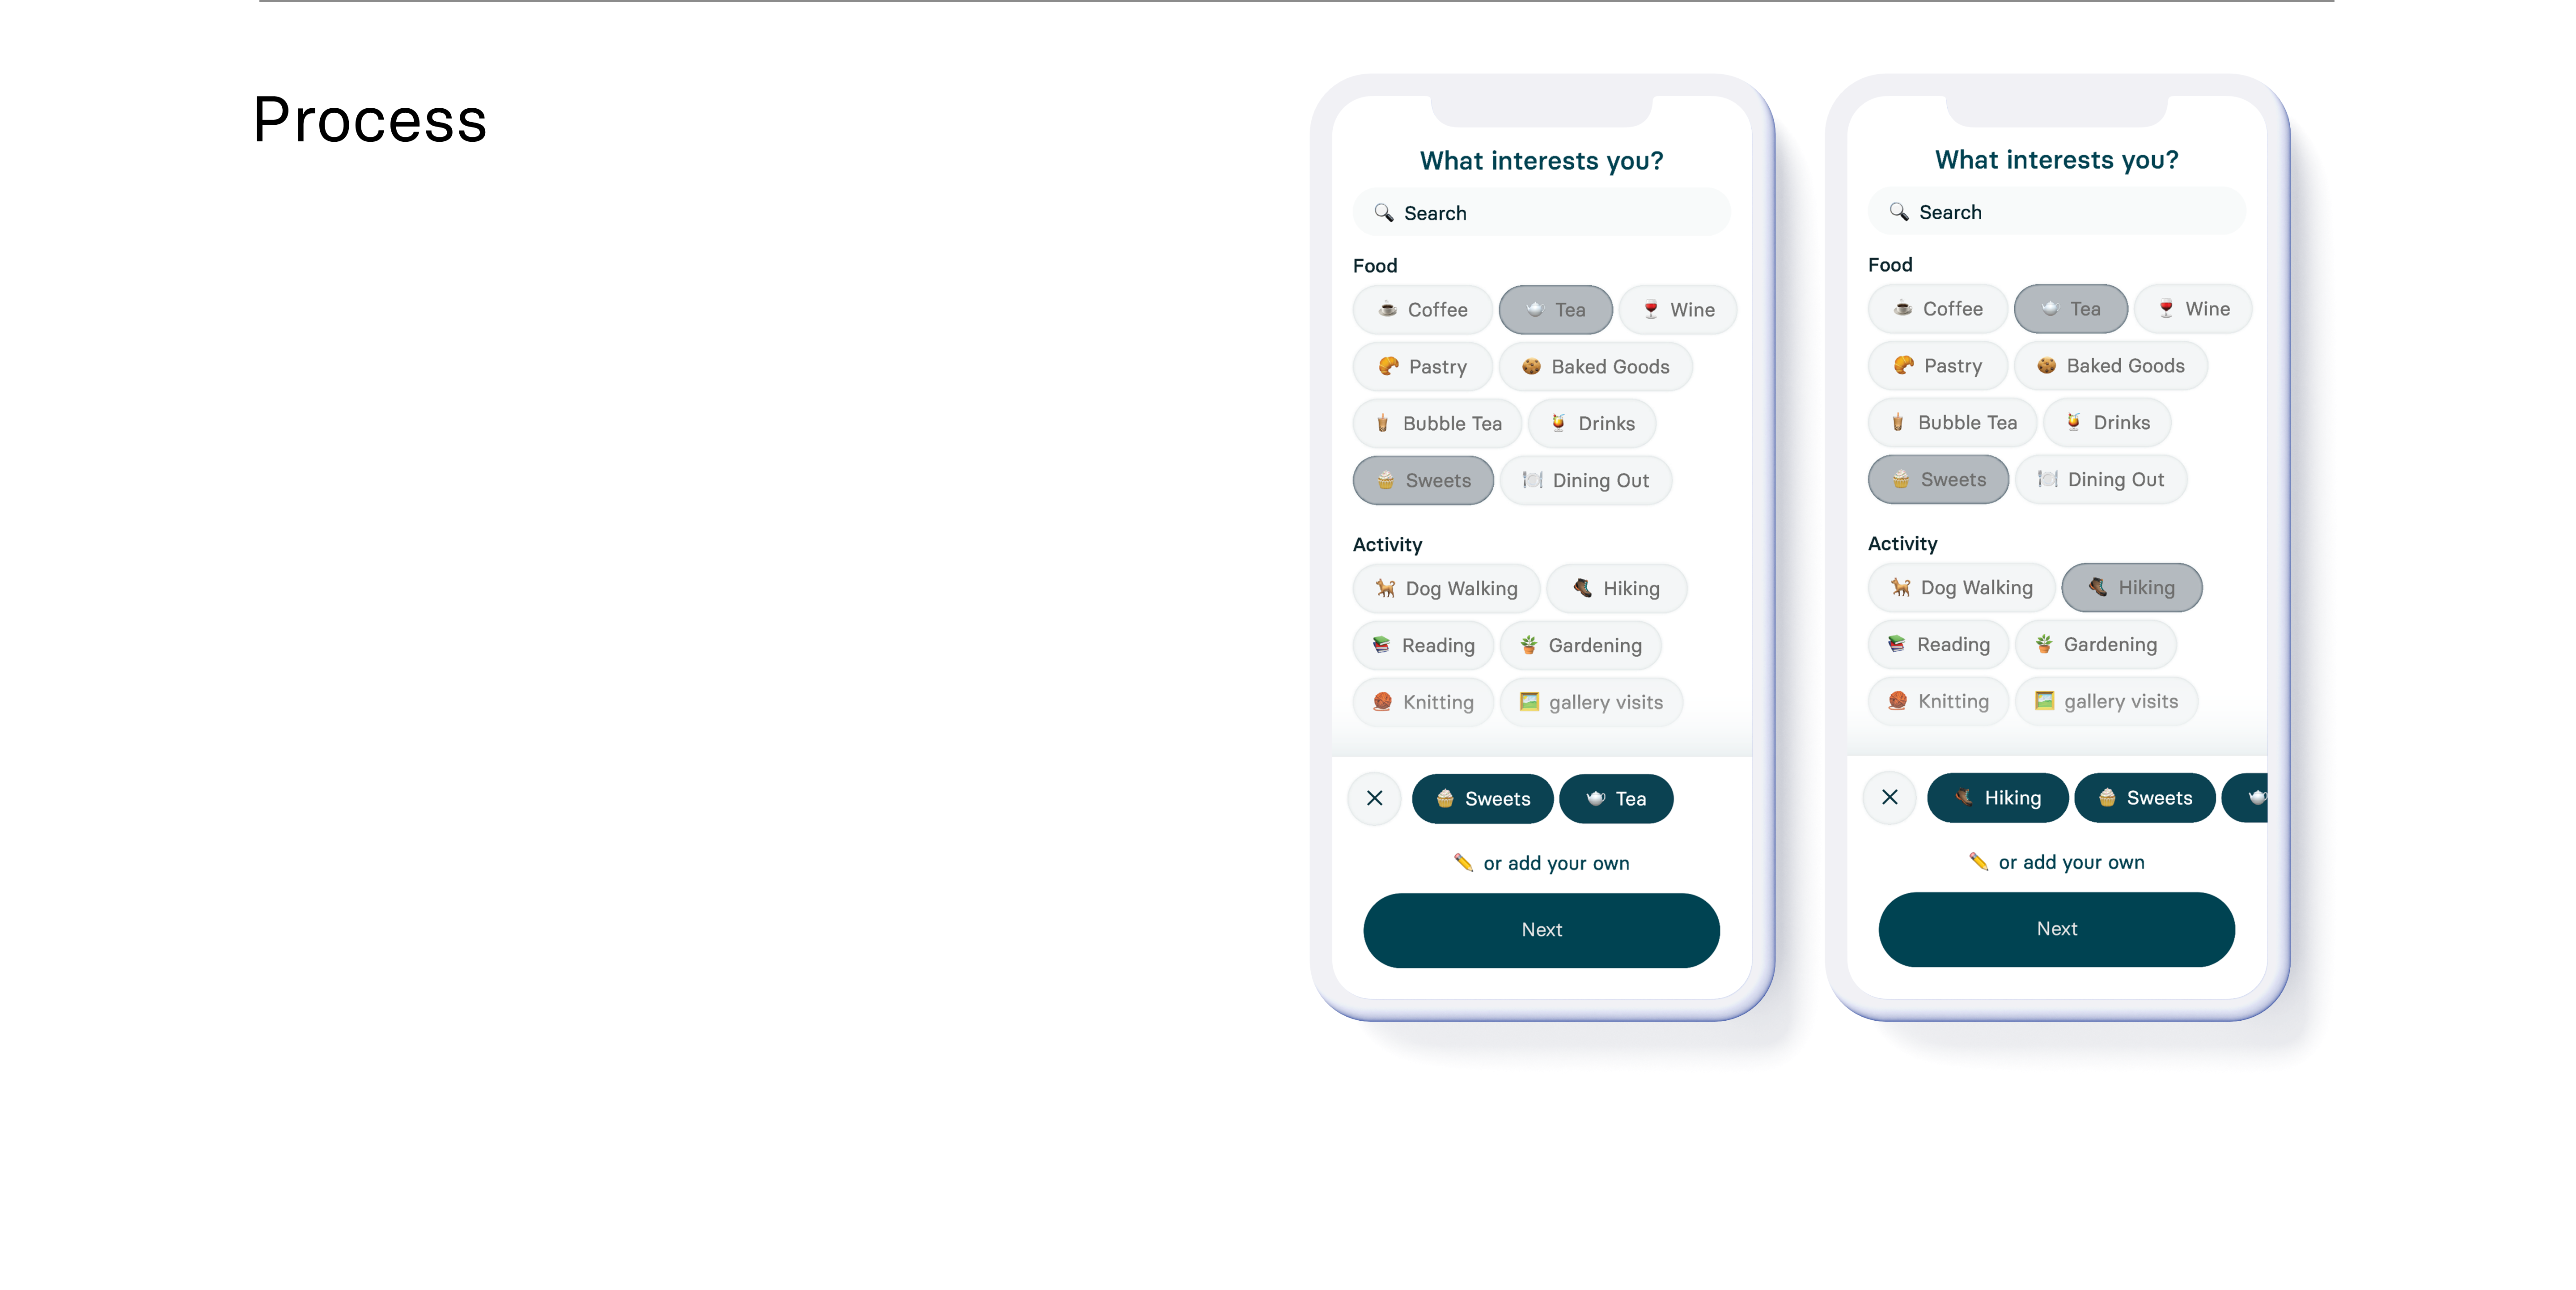 Process
What interests you?
Search
Food
Coffee Tea Wine
Pastry Baked Goods
Bubble Tea Drinks
Sweets Dining Out
Activity
Dog Walking Hiking
Reading Gardening
Knitting gallery visits
Sweets Tea
or add your own
Next
What interests you?
Search
Food
Coffee Tea Wine
Pastry Baked Goods
Bubble Tea Drinks
Sweets Dining Out
Activity
Dog Walking Hiking
Reading Gardening
Knitting gallery visits
Hiking Sweets
or add your own
Next